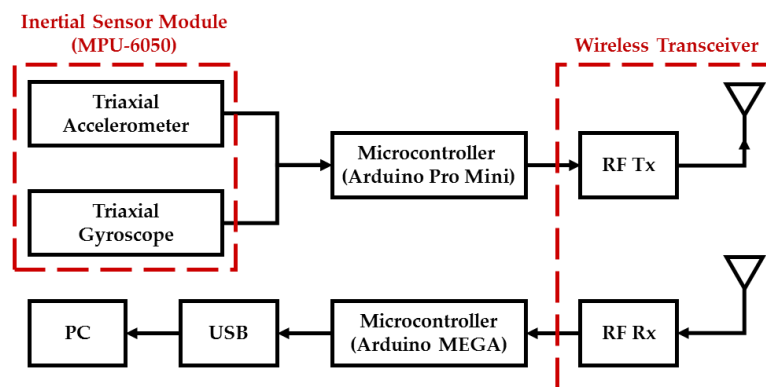 Inertial Sensor Module
(MPU-6050)
Wireless Transceiver
Triaxial
Accelerometer
Microcontroller
(Arduino Pro Mini)
RF Tx
Triaxial
Gyroscope
PC
USB
Microcontroller
(Arduino MEGA)
RF Rx